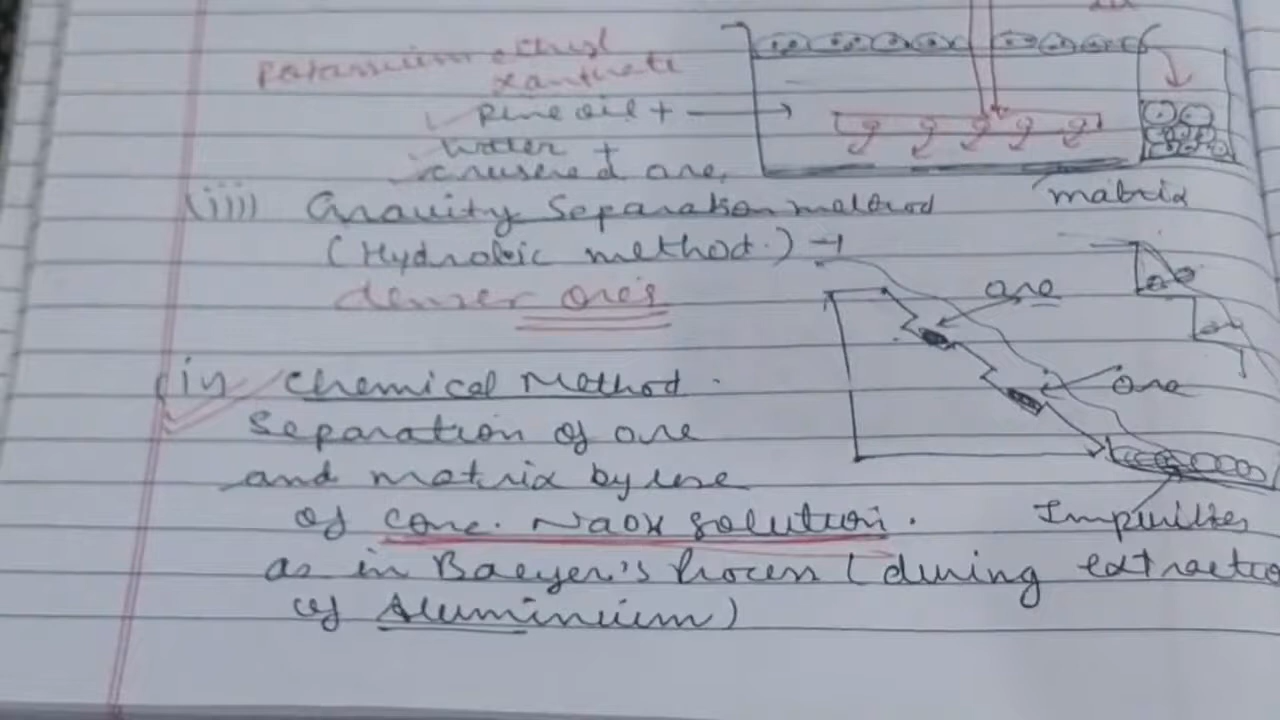 potassium ethyl
xanthate
pine oil +
water +
crushed ore.
matrix
(iii) Gravity Separation method
(Hydrolic method.) →
denser ores
ore
ore
Impurities
(iv) Chemical Method.
Separation of ore
and matrix by use
of conc. NaOH solution.
as in Baeyer's Process (during extractio
of Aluminium)